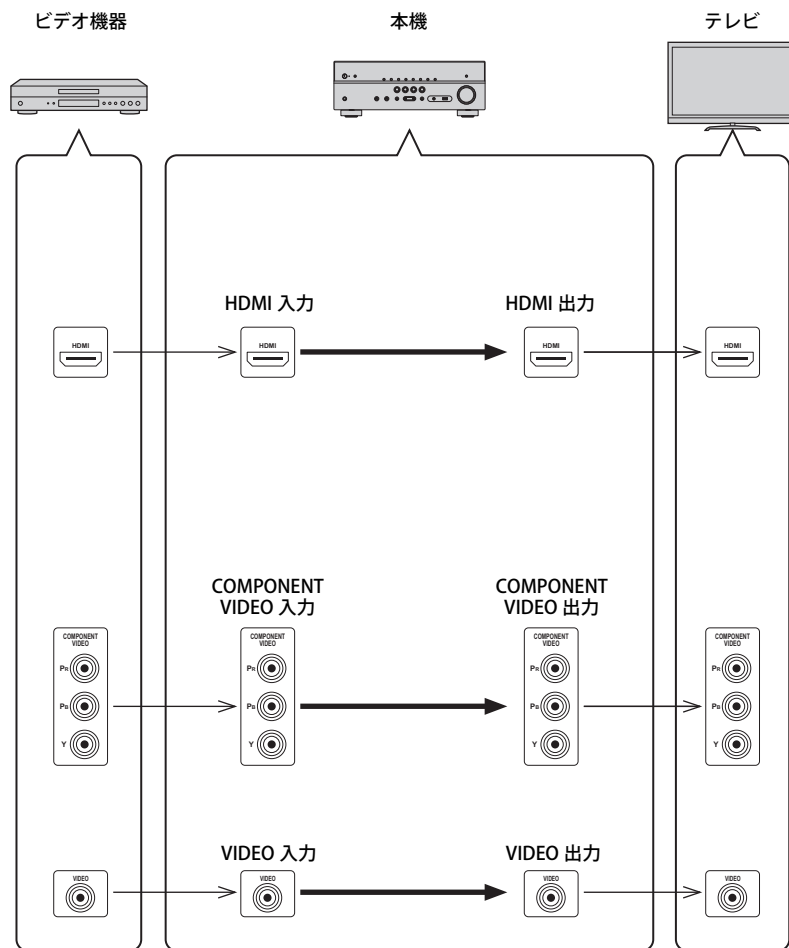 ビデオ機器
本機
テレビ
HDMI 入力
HDMI 出力
HDMI
HDMI
HDMI
HDMI
COMPONENT
VIDEO 入力
COMPONENT
VIDEO 出力
COMPONENT
VIDEO
PR
PB
Y
COMPONENT
VIDEO
PR
PB
Y
COMPONENT
VIDEO
PR
PB
Y
COMPONENT
VIDEO
PR
PB
Y
VIDEO 入力
VIDEO 出力
VIDEO
VIDEO
VIDEO
VIDEO